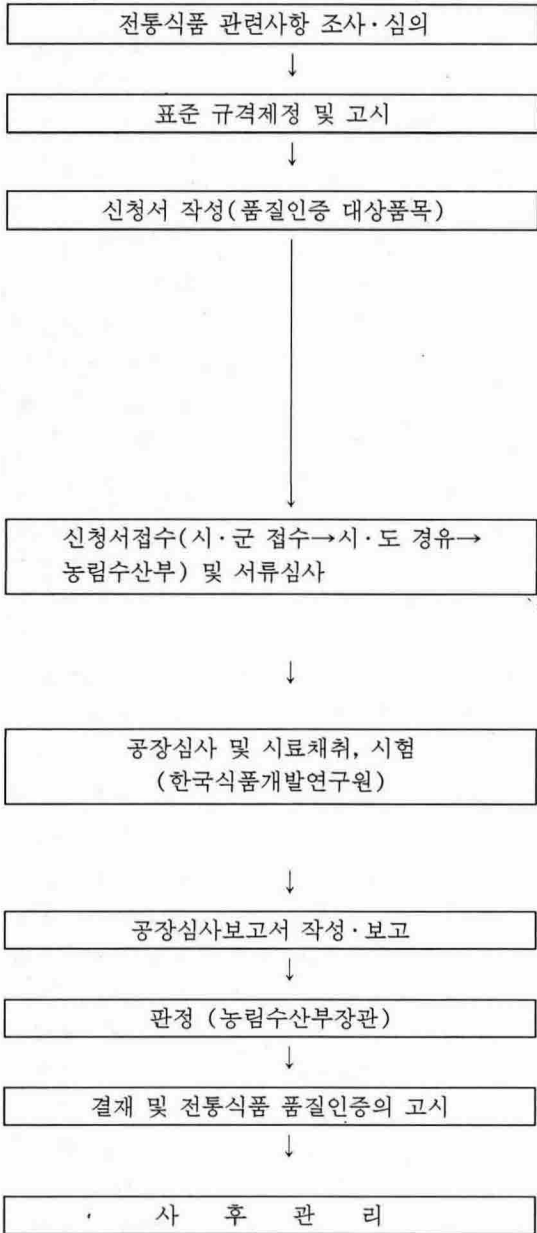 전통식품 관련사항 조사·심의
↓
표준 규격제정 및 고시
↓
신청서 작성(품질인증 대상품목)
↓
신청서접수(시·군 접수→시·도 경유→
농림수산부) 및 서류심사
↓
공장심사 및 시료채취, 시험
(한국식품개발연구원)
↓
공장심사보고서 작성·보고
↓
판정 (농림수산부장관)
↓
결재 및 전통식품 품질인증의 고시
↓
사 후 관 리